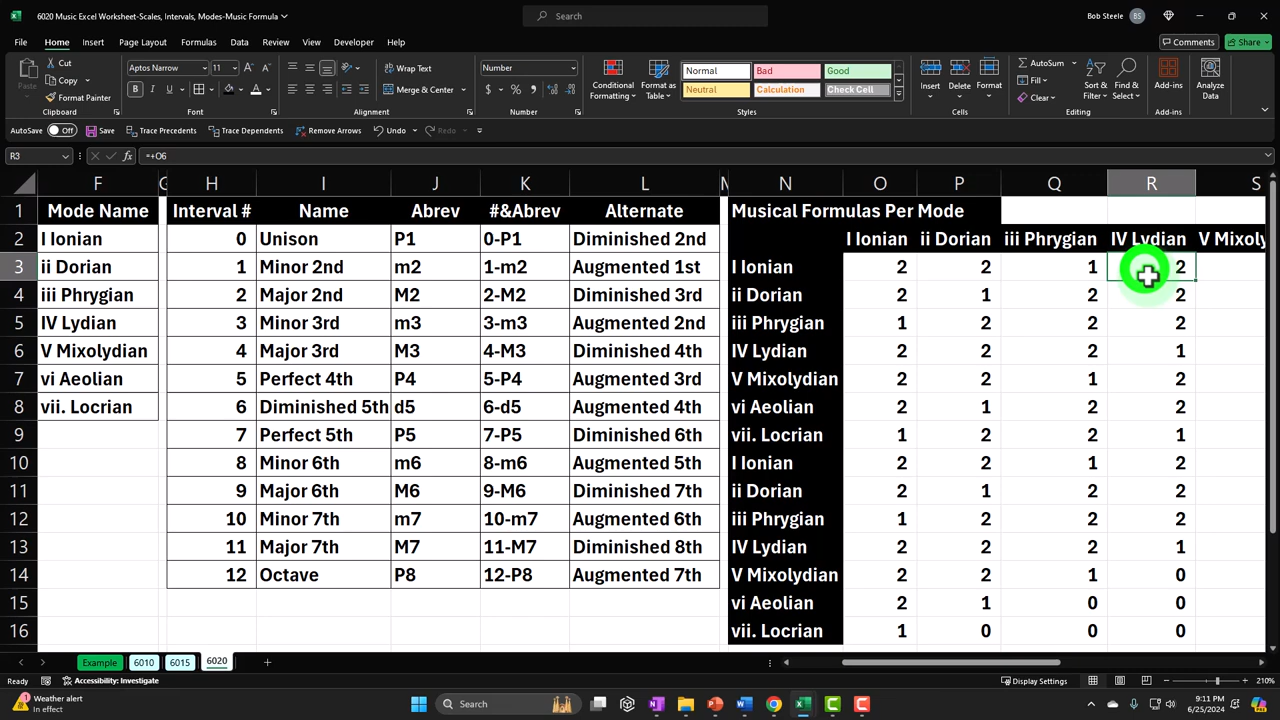 6020 Music Excel Worksheet-Scales, Intervals, Modes-Music Formula
Search
Bob Steele BS
File Home Insert Page Layout Formulas Data Review View Developer Help Comments Share
Paste Cut Copy Format Painter
Clipboard
Aptos Narrow 11
Font
Wrap Text
Merge & Center
Alignment
Number
Number
Conditional Formatting Format as Table
Normal Bad Good
Neutral Calculation Check Cell
Styles
Insert Delete Format
Cells
AutoSum
Fill
Clear
Sort & Filter Find & Select
Editing
Add-ins
Add-ins
Analyze Data
AutoSave Off Save Trace Precedents Trace Dependents Remove Arrows Undo Redo
R3 fx =+O6
F G H I J K L M N O P Q R S
1 Mode Name Interval # Name Abrev #&Abrev Alternate Musical Formulas Per Mode
2 I Ionian 0 Unison P1 0-P1 Diminished 2nd I Ionian ii Dorian iii Phrygian IV Lydian V Mixoly
3 ii Dorian 1 Minor 2nd m2 1-m2 Augmented 1st I Ionian 2 2 1 2
4 iii Phrygian 2 Major 2nd M2 2-M2 Diminished 3rd ii Dorian 2 1 2 2
5 IV Lydian 3 Minor 3rd m3 3-m3 Augmented 2nd iii Phrygian 1 2 2 2
6 V Mixolydian 4 Major 3rd M3 4-M3 Diminished 4th IV Lydian 2 2 2 1
7 vi Aeolian 5 Perfect 4th P4 5-P4 Augmented 3rd V Mixolydian 2 2 1 2
8 vii. Locrian 6 Diminished 5th d5 6-d5 Augmented 4th vi Aeolian 2 1 2 2
9 7 Perfect 5th P5 7-P5 Diminished 6th vii. Locrian 1 2 2 1
10 8 Minor 6th m6 8-m6 Augmented 5th I Ionian 2 2 1 2
11 9 Major 6th M6 9-M6 Diminished 7th ii Dorian 2 1 2 2
12 10 Minor 7th m7 10-m7 Augmented 6th iii Phrygian 1 2 2 2
13 11 Major 7th M7 11-M7 Diminished 8th IV Lydian 2 2 2 1
14 12 Octave P8 12-P8 Augmented 7th V Mixolydian 2 2 1 0
15 vi Aeolian 2 1 0 0
16 vii. Locrian 1 0 0 0
Example 6010 6015 6020
Ready Accessibility: Investigate Display Settings 210%
Weather alert
In effect
Search
9:11 PM
6/25/2024